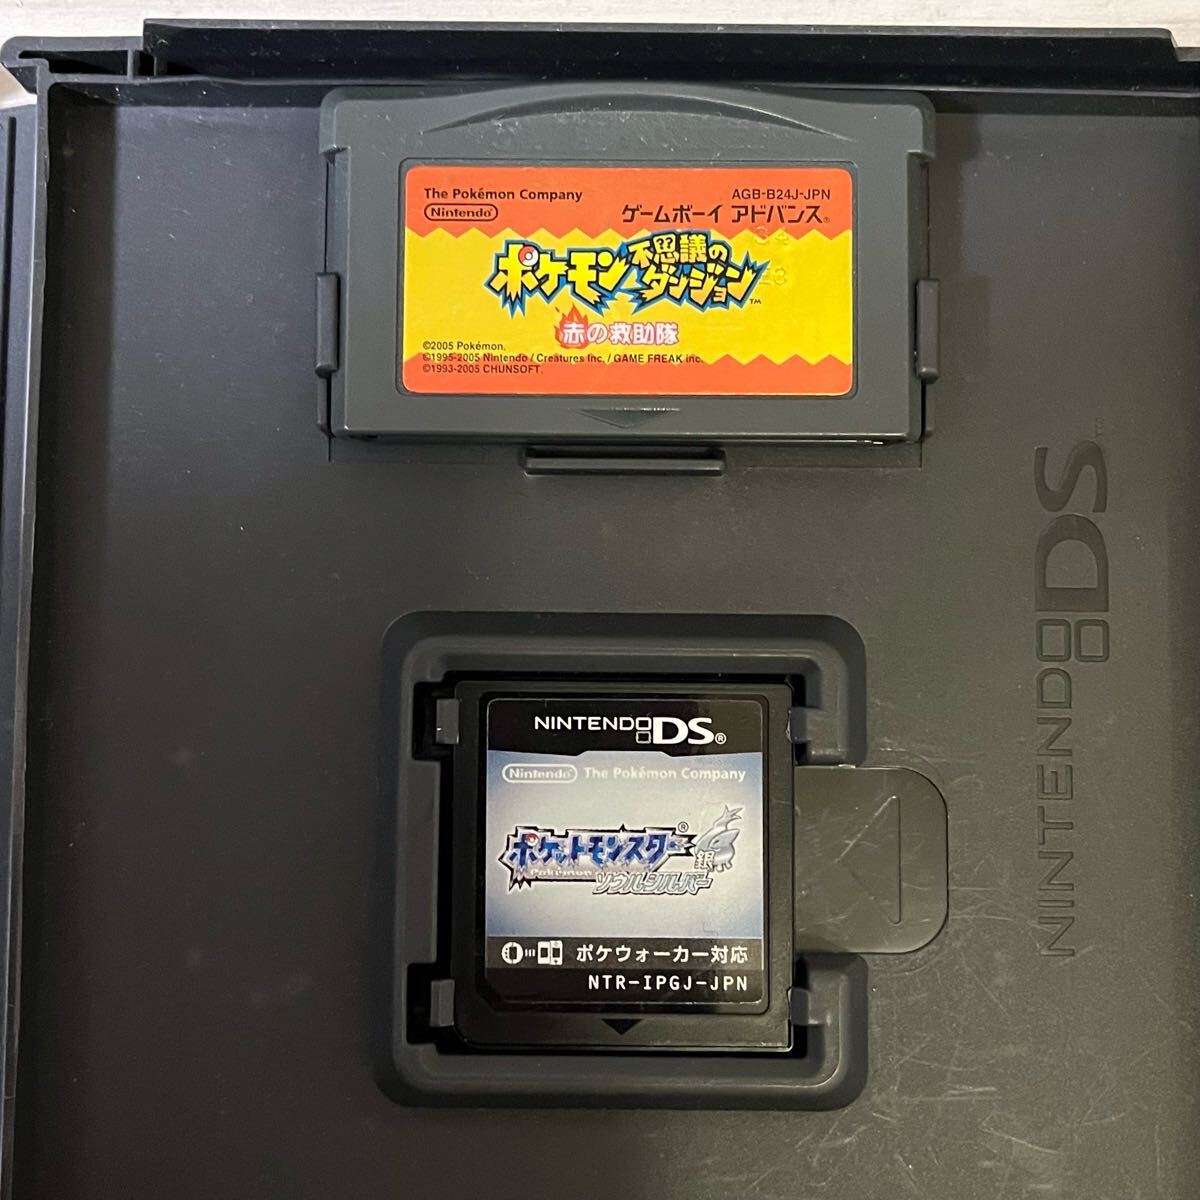 The Pokémon Company
AGB-B24J-JPN
Nintendo
ゲームボーイ アドバンス®
ポケモン不思議のダンジョン™
赤の救助隊
©2005 Pokémon.
©1995-2005 Nintendo / Creatures inc. / GAME FREAK inc.
©1993-2005 CHUNSOFT.
NINTENDO DS™
NINTENDO DS®
Nintendo The Pokémon Company
ポケットモンスター®
Pokémon
銀
ソウルシルバー
ポケウォーカー対応
NTR-IPGJ-JPN